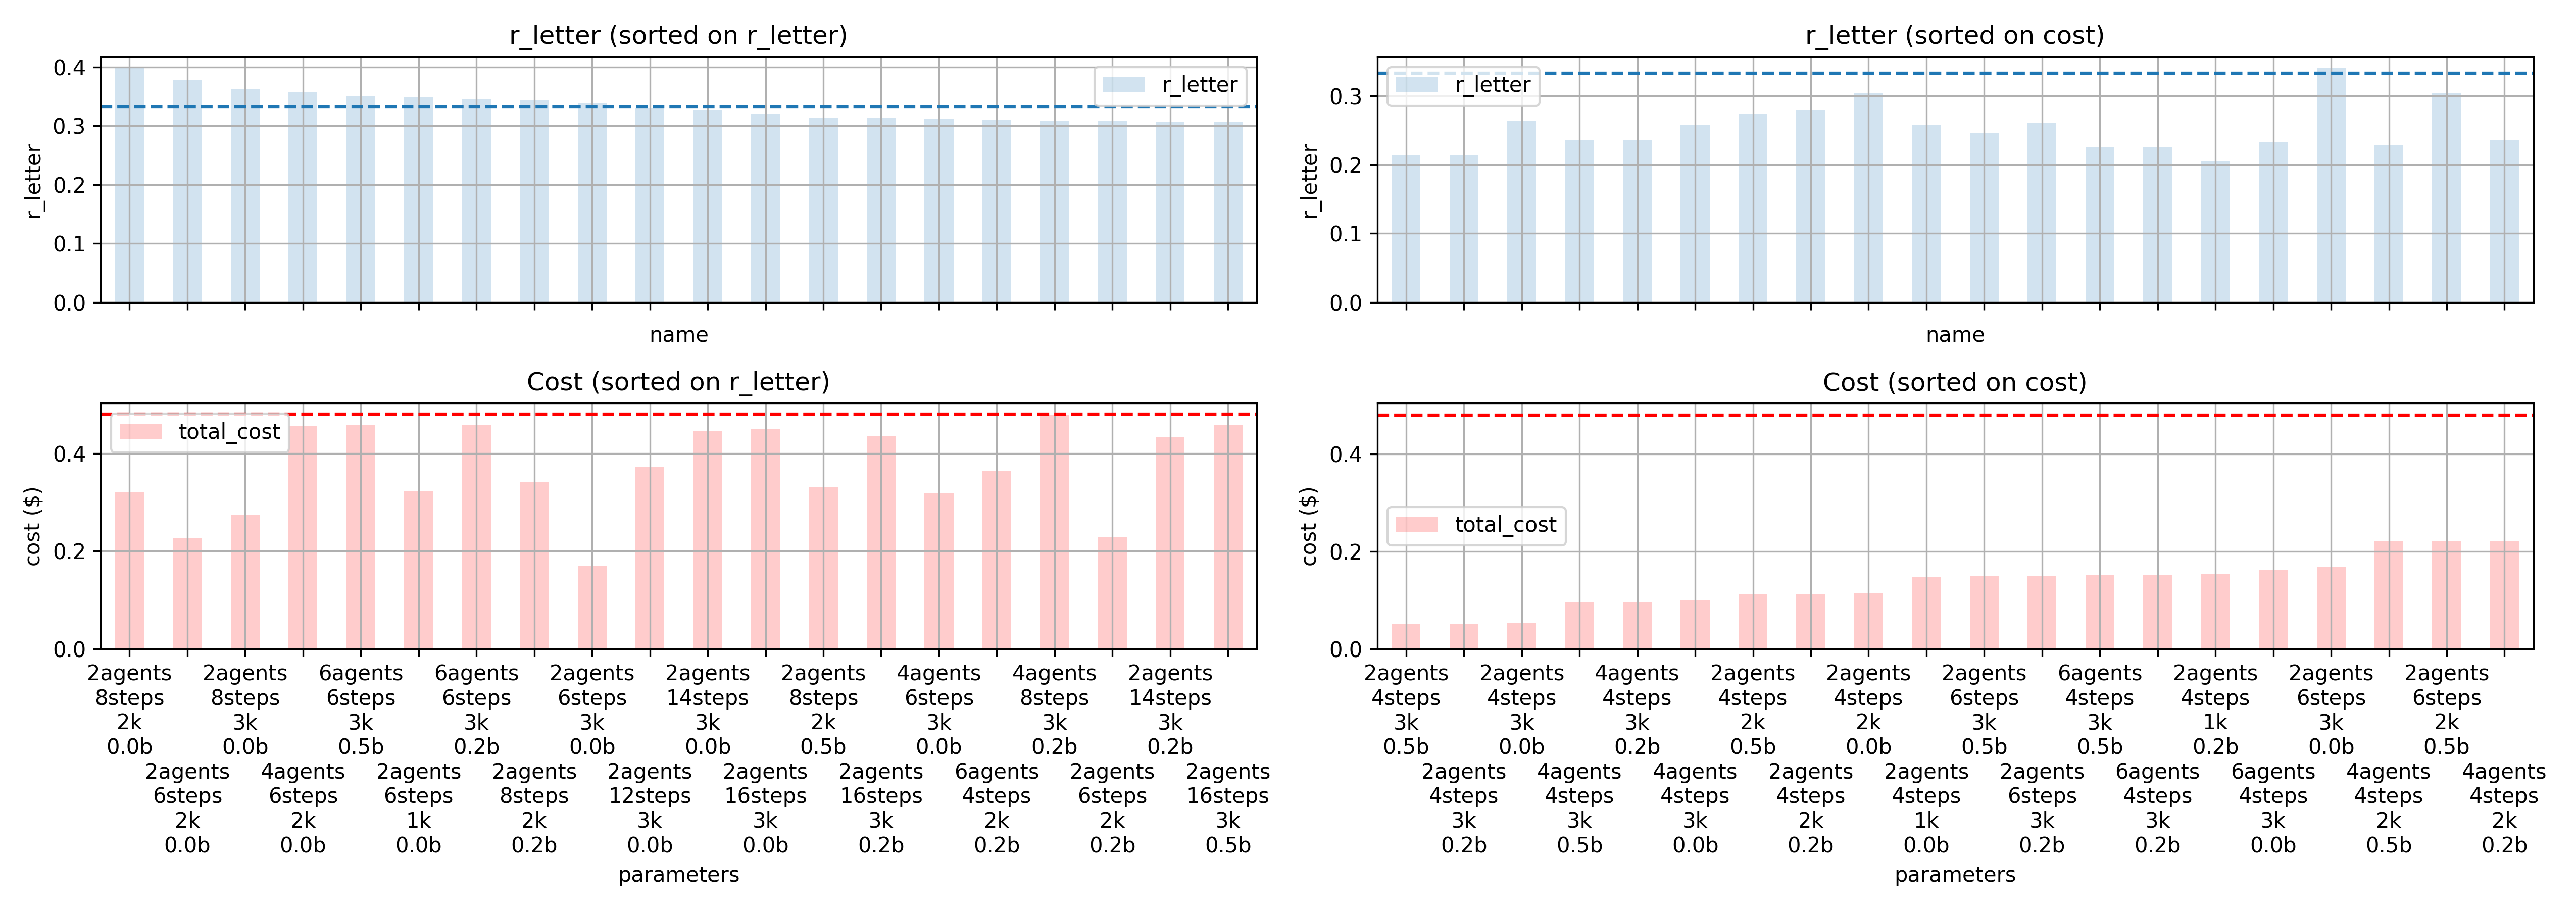 r_letter (sorted on r_letter)
0.4
0.3
0.2
0.1
0.0
r_letter
r_letter
name
r_letter (sorted on cost)
0.3
0.2
0.1
0.0
r_letter
r_letter
name
Cost (sorted on r_letter)
0.4
0.2
0.0
cost ($)
total_cost
2agents
8steps
2k
0.0b
2agents
6steps
2k
0.0b
2agents
8steps
3k
0.0b
4agents
6steps
2k
0.0b
6agents
6steps
3k
0.5b
2agents
6steps
1k
0.0b
6agents
6steps
3k
0.2b
2agents
8steps
2k
0.2b
2agents
6steps
3k
0.0b
2agents
12steps
3k
0.0b
2agents
14steps
3k
0.0b
2agents
16steps
3k
0.0b
2agents
8steps
2k
0.5b
2agents
16steps
3k
0.2b
4agents
6steps
3k
0.0b
6agents
4steps
2k
0.2b
4agents
8steps
3k
0.2b
2agents
6steps
2k
0.2b
2agents
14steps
3k
0.2b
2agents
16steps
3k
0.5b
parameters
Cost (sorted on cost)
0.4
0.2
0.0
cost ($)
total_cost
2agents
4steps
3k
0.5b
2agents
4steps
3k
0.2b
2agents
4steps
3k
0.0b
4agents
4steps
3k
0.5b
4agents
4steps
3k
0.2b
4agents
4steps
3k
0.0b
2agents
4steps
2k
0.5b
2agents
4steps
2k
0.2b
2agents
4steps
2k
0.0b
2agents
4steps
1k
0.0b
2agents
6steps
3k
0.5b
2agents
6steps
3k
0.2b
6agents
4steps
3k
0.5b
6agents
4steps
3k
0.2b
2agents
4steps
1k
0.2b
6agents
4steps
3k
0.0b
2agents
6steps
3k
0.0b
4agents
4steps
2k
0.5b
2agents
6steps
2k
0.5b
4agents
4steps
2k
0.2b
parameters